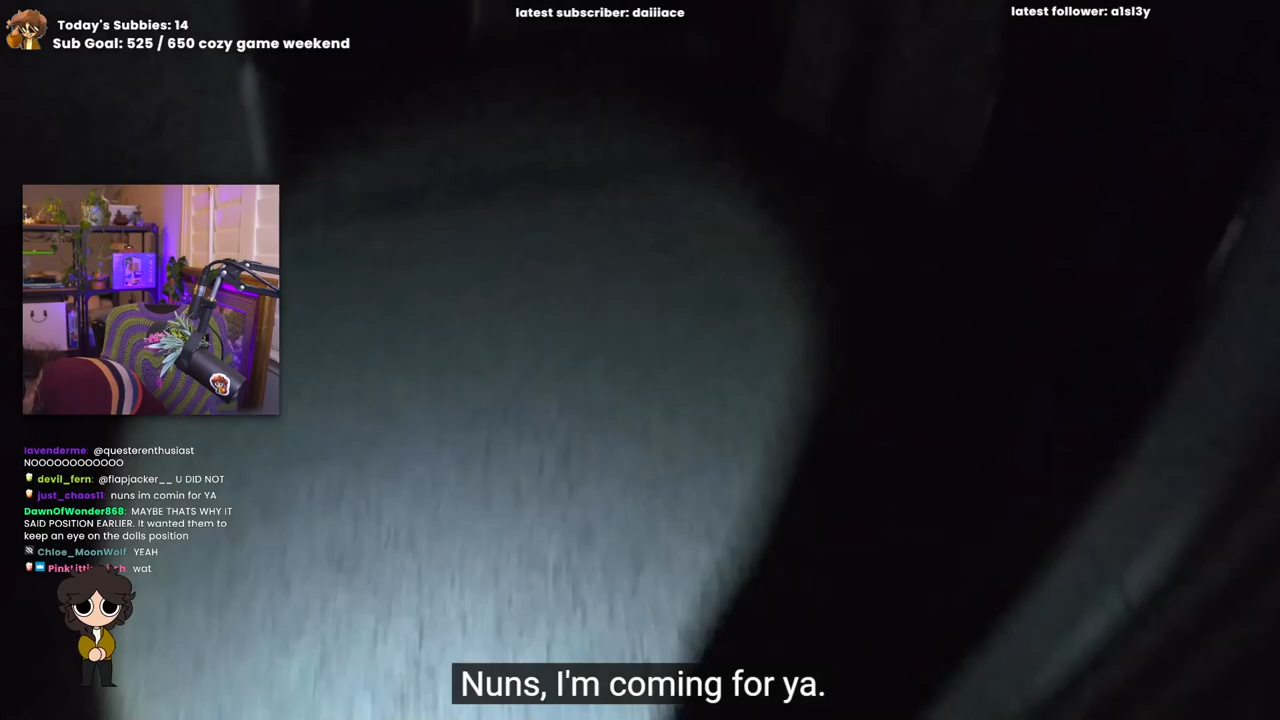 Today's Subbies: 14
Sub Goal: 525 / 650 cozy game weekend
latest subscriber: daiiiace
latest follower: a1sl3y
lavenderme: @questerenthusiast
NOOOOOOOOOOOO
devil_fern: @flapjacker__ U DID NOT
just_chaos11: nuns im comin for YA
DawnOfWonder868: MAYBE THATS WHY IT
SAID POSITION EARLIER. It wanted them to
keep an eye on the dolls position
Chloe_MoonWolf: YEAH
wat
Nuns, I'm coming for ya.